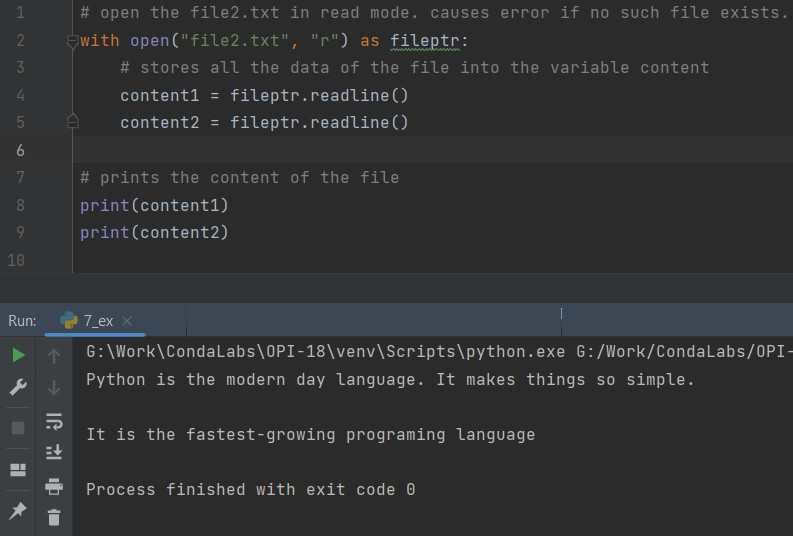 1 # open the file2.txt in read mode. causes error if no such file exists.
2 with open("file2.txt", "r") as fileptr:
3     # stores all the data of the file into the variable content
4     content1 = fileptr.readline()
5     content2 = fileptr.readline()
6
7 # prints the content of the file
8 print(content1)
9 print(content2)
10
Run: 7_ex ×
G:\Work\CondaLabs\OPI-18\venv\Scripts\python.exe G:/Work/CondaLabs/OPI-
Python is the modern day language. It makes things so simple.
It is the fastest-growing programing language
Process finished with exit code 0